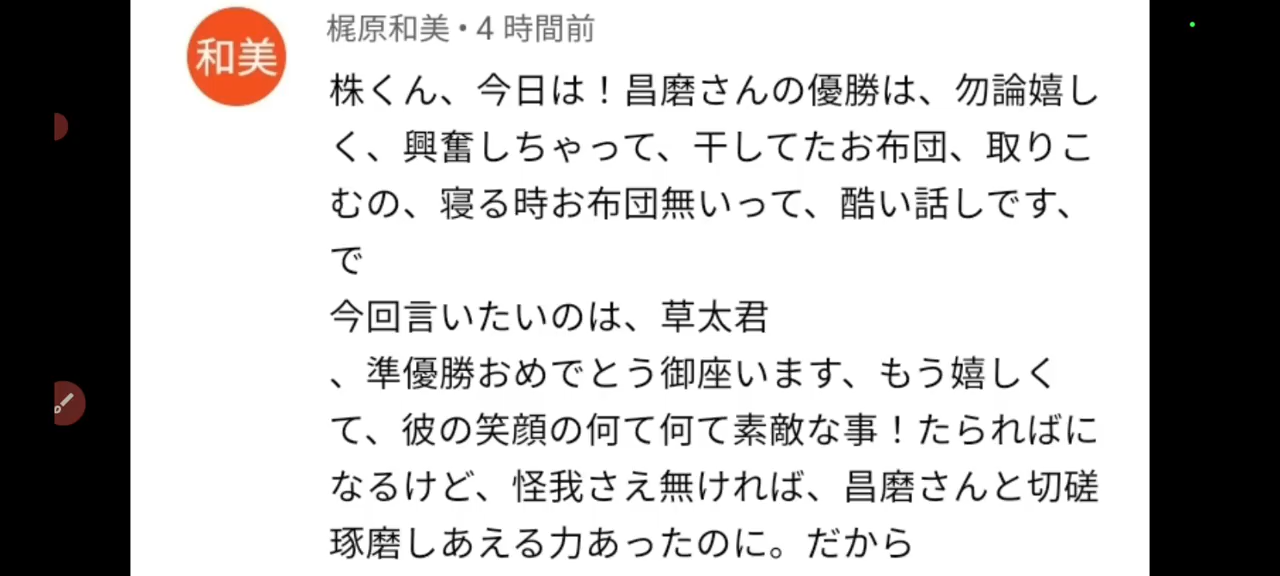 和美
梶原和美 • 4 時間前
株くん、今日は！昌磨さんの優勝は、勿論嬉し
く、興奮しちゃって、干してたお布団、取りこ
むの、寝る時お布団無いって、酷い話しです、
で
今回言いたいのは、草太君
、準優勝おめでとう御座います、もう嬉しく
て、彼の笑顔の何て何て素敵な事！たらればに
なるけど、怪我さえ無ければ、昌磨さんと切磋
琢磨しあえる力あったのに。だから